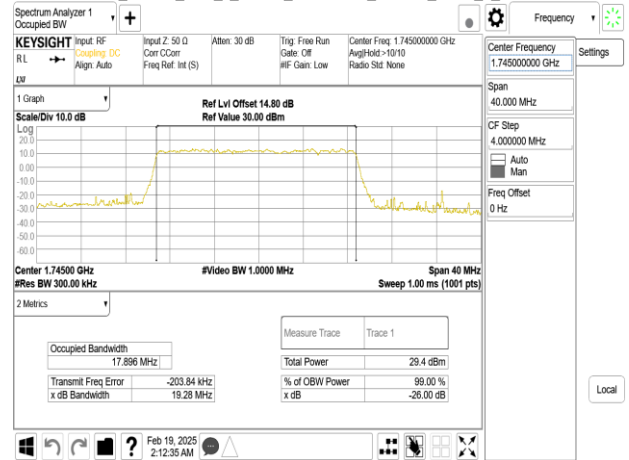 Spectrum Analyzer 1
Occupied BW
Frequency
KEYSIGHT
Input: RF
Input Z: 50 Ω
Atten: 30 dB
Trig: Free Run
Center Freq: 1.745000000 GHz
RL
Coupling: DC
Corr CCorr
Gate: Off
Avg|Hold:>10/10
Align: Auto
Freq Ref: Int (S)
#IF Gain: Low
Radio Std: None
LXI
Center Frequency
1.745000000 GHz
Settings
Span
40.000 MHz
CF Step
4.000000 MHz
Auto
Man
Freq Offset
0 Hz
Local
1 Graph
Ref Lvl Offset 14.80 dB
Scale/Div 10.0 dB
Ref Value 30.00 dBm
Log
20.0
10.0
0.00
-10.0
-20.0
-30.0
-40.0
-50.0
-60.0
Center 1.74500 GHz
#Video BW 1.0000 MHz
Span 40 MHz
#Res BW 300.00 kHz
Sweep 1.00 ms (1001 pts)
2 Metrics
Measure Trace
Trace 1
Occupied Bandwidth
17.896 MHz
Total Power
29.4 dBm
Transmit Freq Error
-203.84 kHz
% of OBW Power
99.00 %
x dB Bandwidth
19.28 MHz
x dB
-26.00 dB
?
Feb 19, 2025
2:12:35 AM